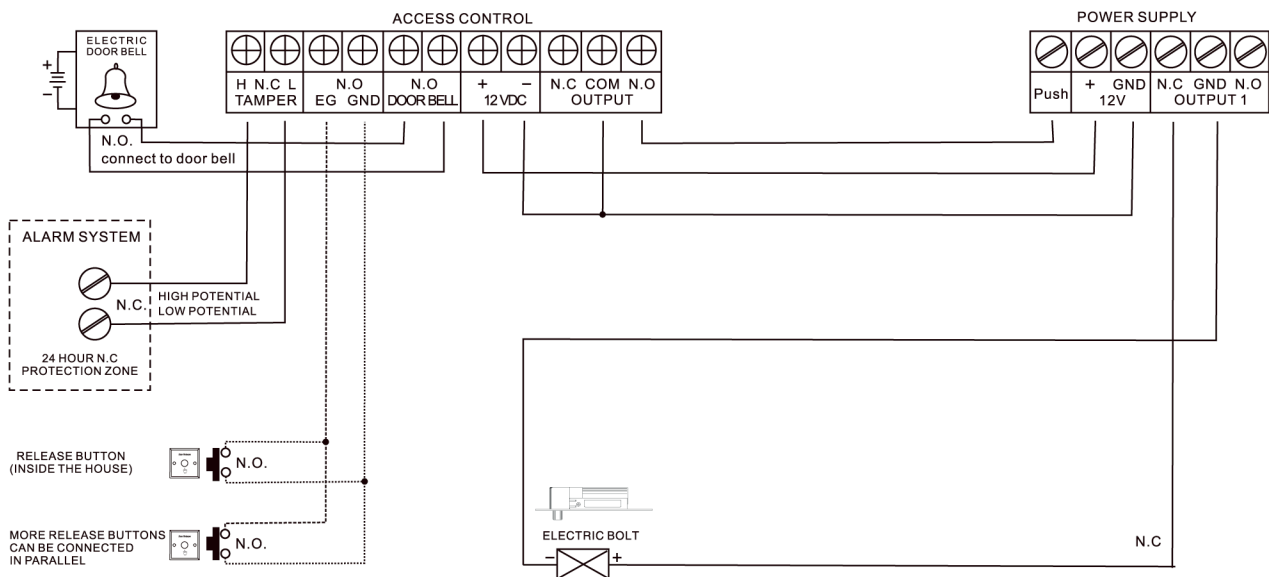 ACCESS CONTROL
POWER SUPPLY
ELECTRIC
DOOR BELL
+
−
N.O.
connect to door bell
H N.C L
TAMPER
N.O
EG GND
N.O
DOOR BELL
+ −
12 VDC
N.C COM N.O
OUTPUT
Push
+ GND
12V
N.C GND N.O
OUTPUT 1
ALARM SYSTEM
N.C.
HIGH POTENTIAL
LOW POTENTIAL
24 HOUR N.C
PROTECTION ZONE
RELEASE BUTTON
(INSIDE THE HOUSE)
N.O.
MORE RELEASE BUTTONS
CAN BE CONNECTED
IN PARALLEL
N.O.
ELECTRIC BOLT
− +
N.C